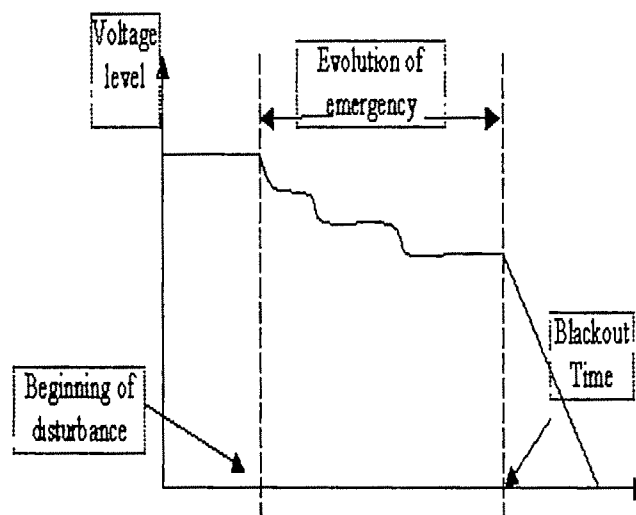 Voltage
level
Evolution of
emergency
Blackout
Time
Beginning of
disturbance